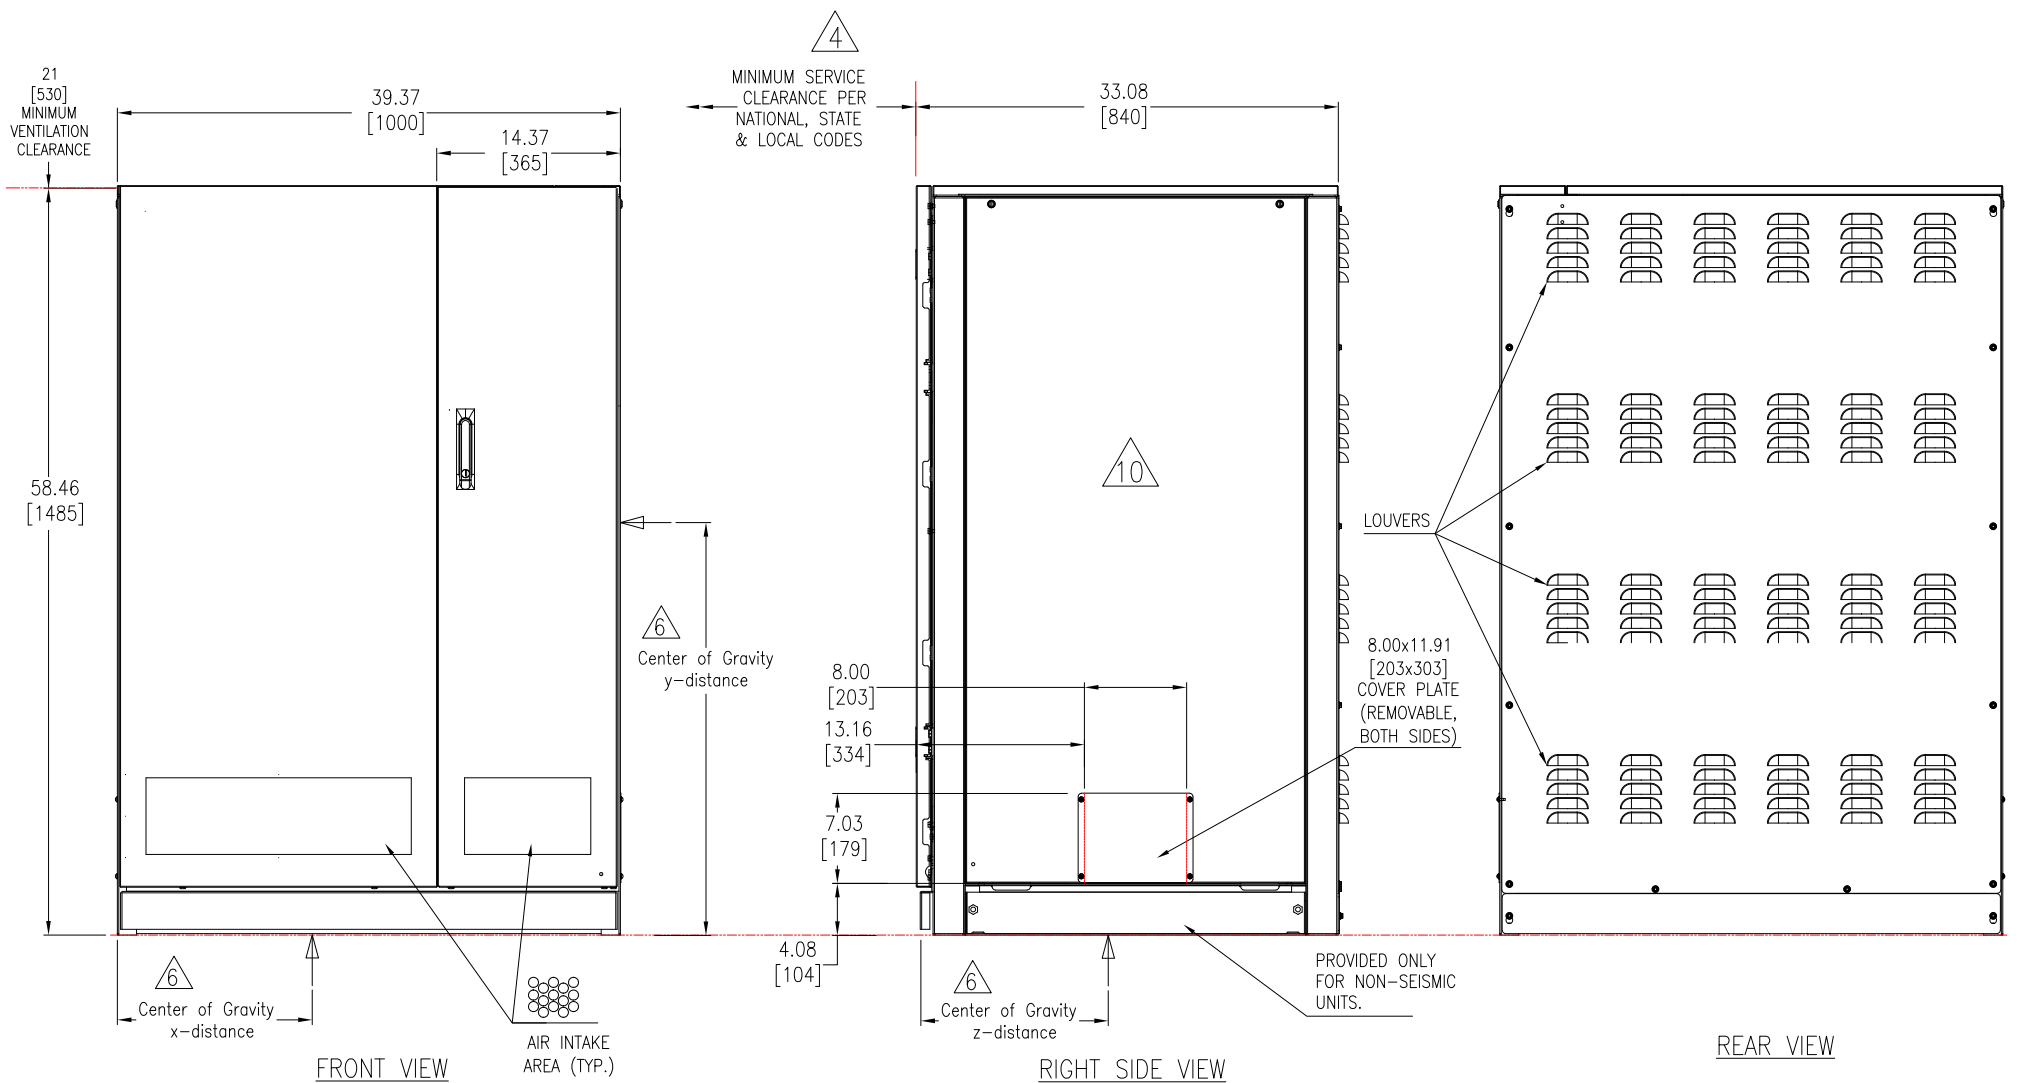 21
[530]
MINIMUM
VENTILATION
CLEARANCE
39.37
[1000]
14.37
[365]
58.46
[1485]
6
Center of Gravity
y-distance
6
Center of Gravity
x-distance
AIR INTAKE
AREA (TYP.)
FRONT VIEW
4
MINIMUM SERVICE
CLEARANCE PER
NATIONAL, STATE
& LOCAL CODES
33.08
[840]
10
8.00
[203]
13.16
[334]
7.03
[179]
4.08
[104]
8.00x11.91
[203x303]
COVER PLATE
(REMOVABLE,
BOTH SIDES)
6
Center of Gravity
z-distance
PROVIDED ONLY
FOR NON-SEISMIC
UNITS.
RIGHT SIDE VIEW
LOUVERS
REAR VIEW